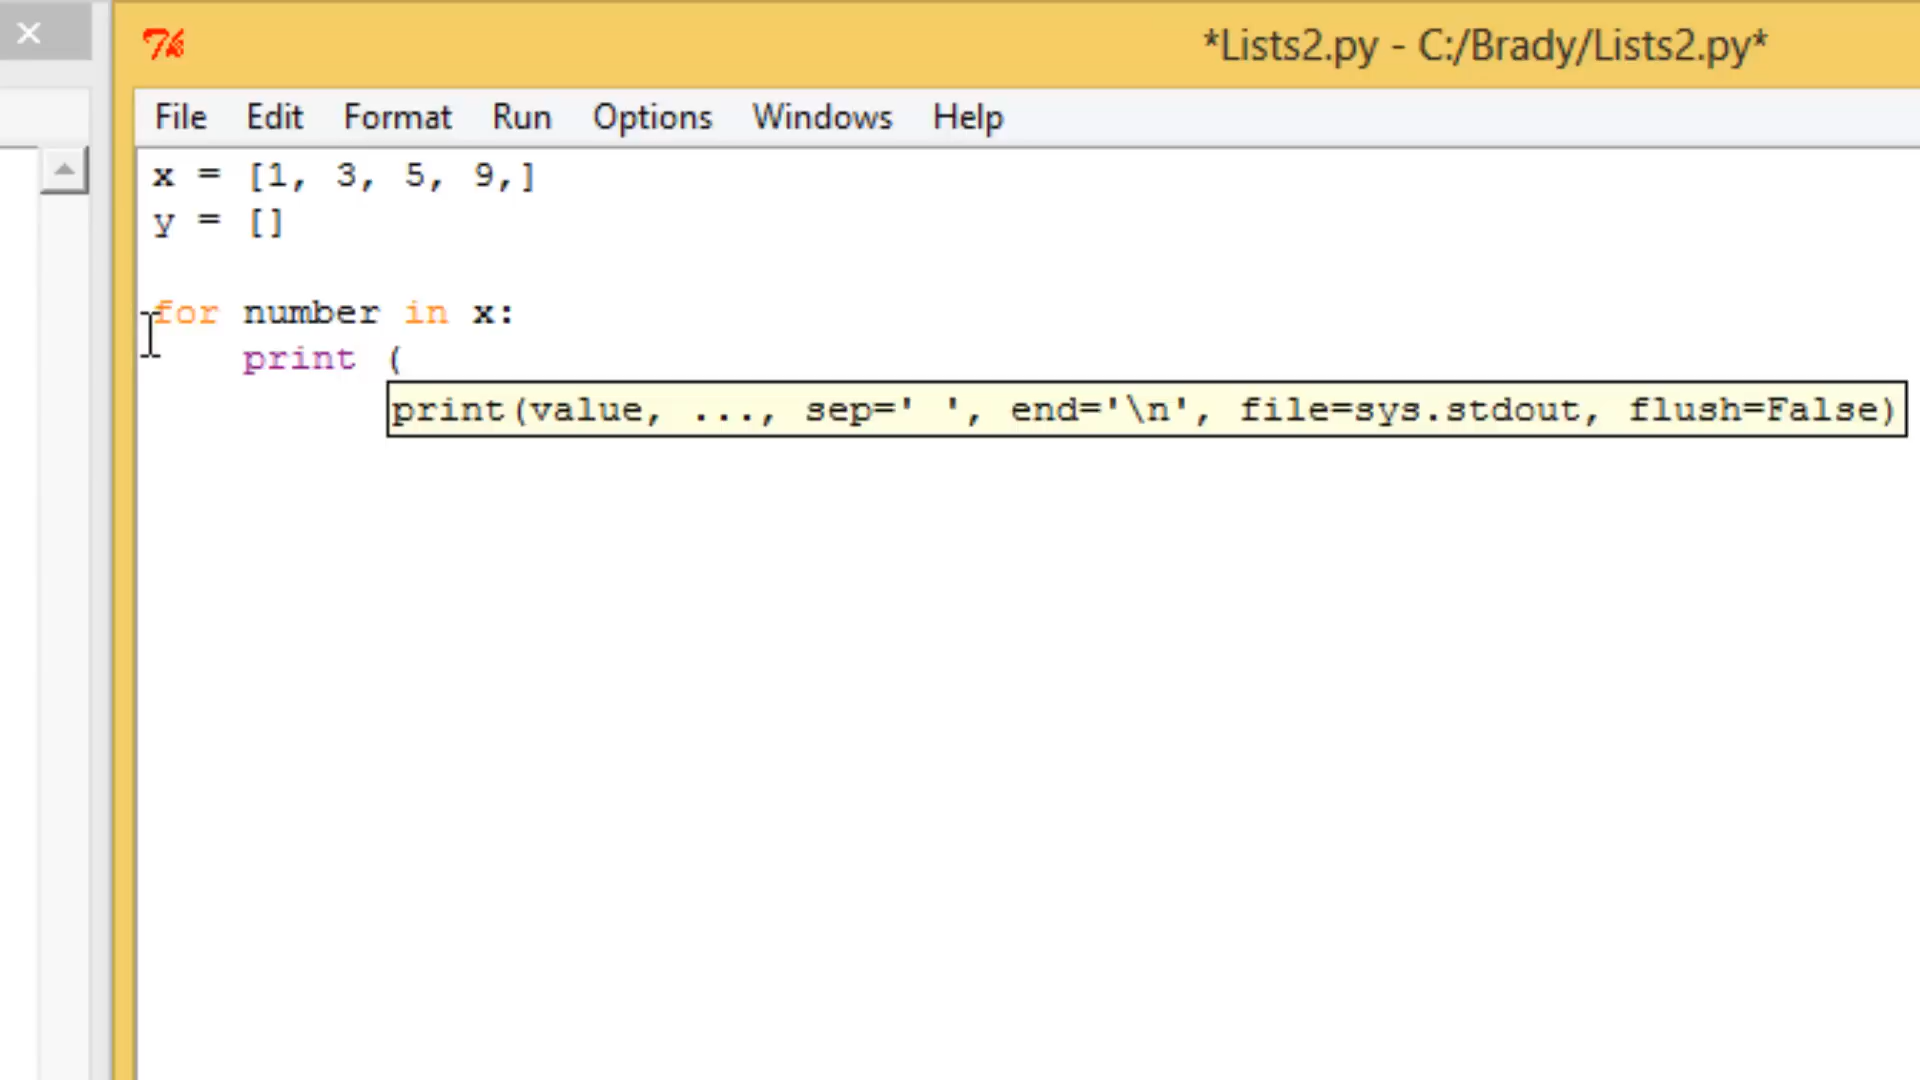 *Lists2.py - C:/Brady/Lists2.py*
File Edit Format Run Options Windows Help
x = [1, 3, 5, 9,]
y = []
for number in x:
print (
print(value, ..., sep=' ', end='\n', file=sys.stdout, flush=False)